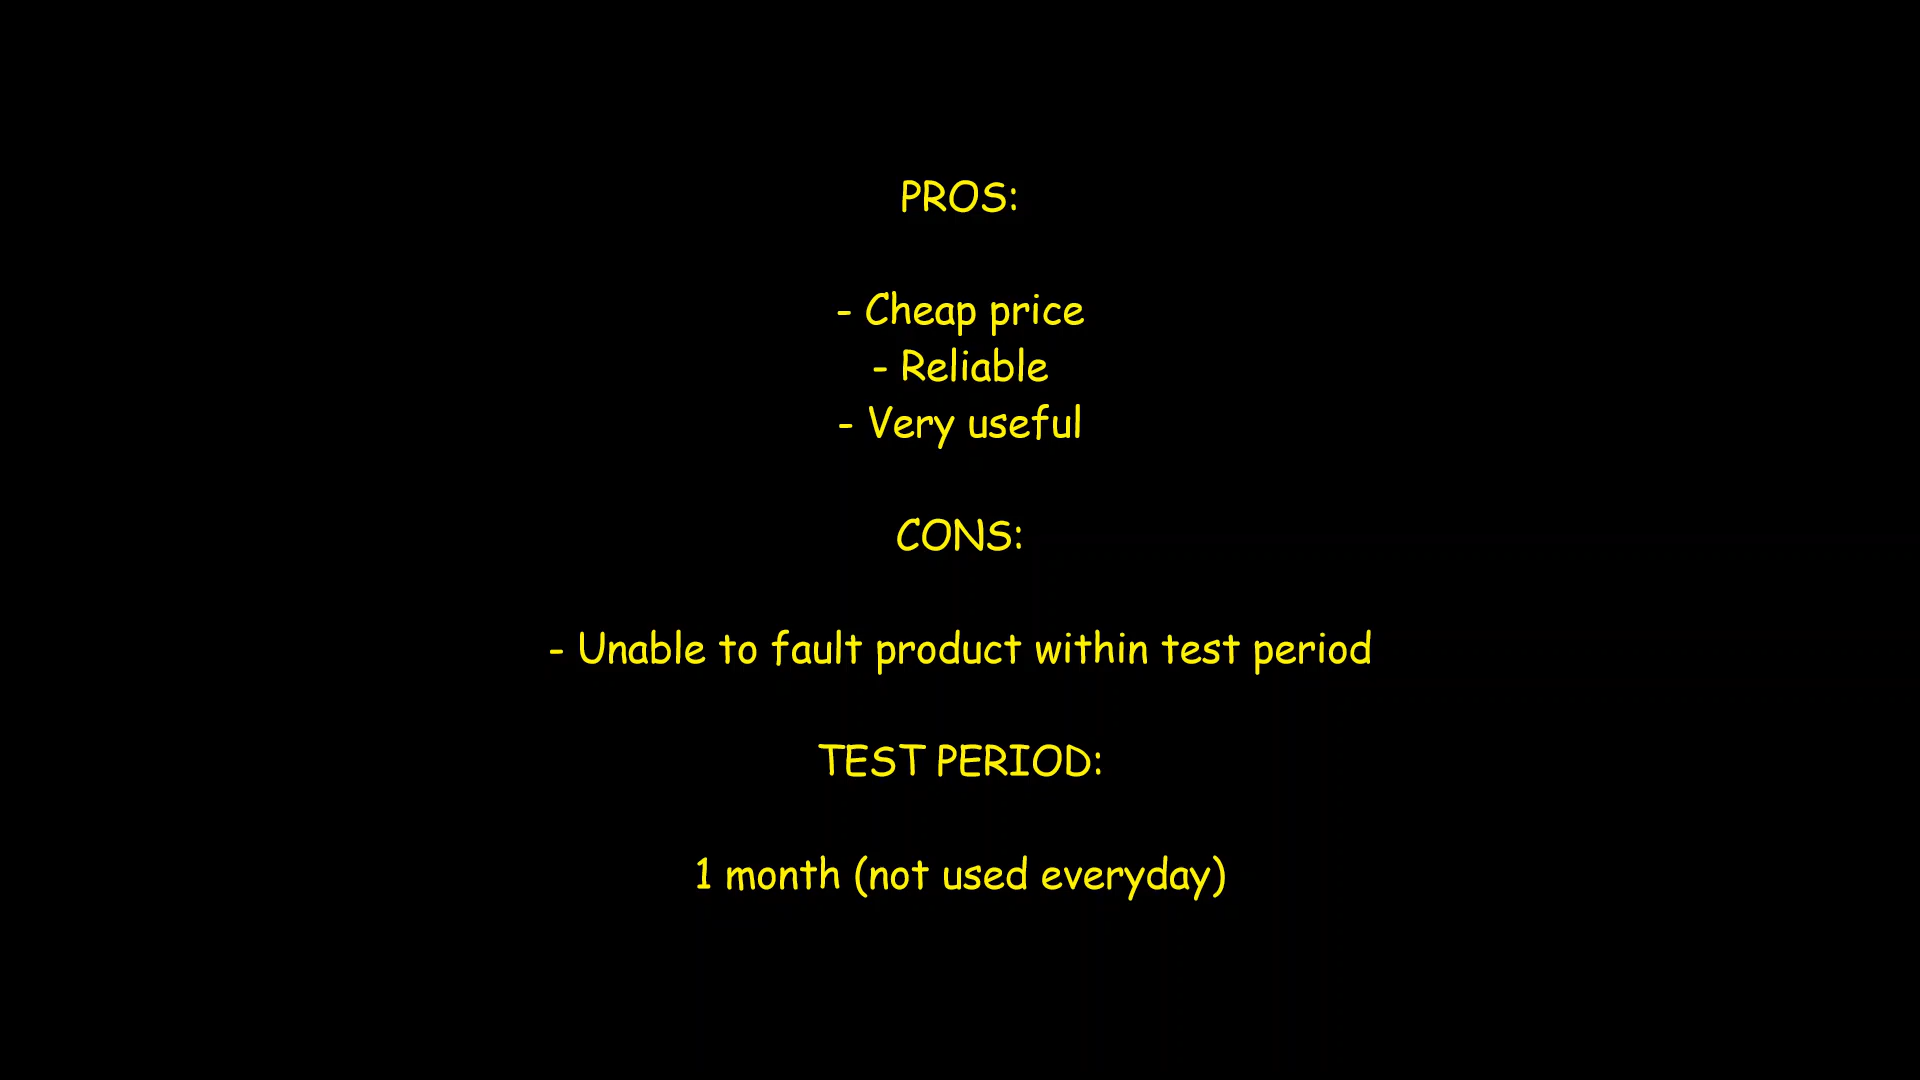 PROS:
- Cheap price
- Reliable
- Very useful
CONS:
- Unable to fault product within test period
TEST PERIOD:
1 month (not used everyday)